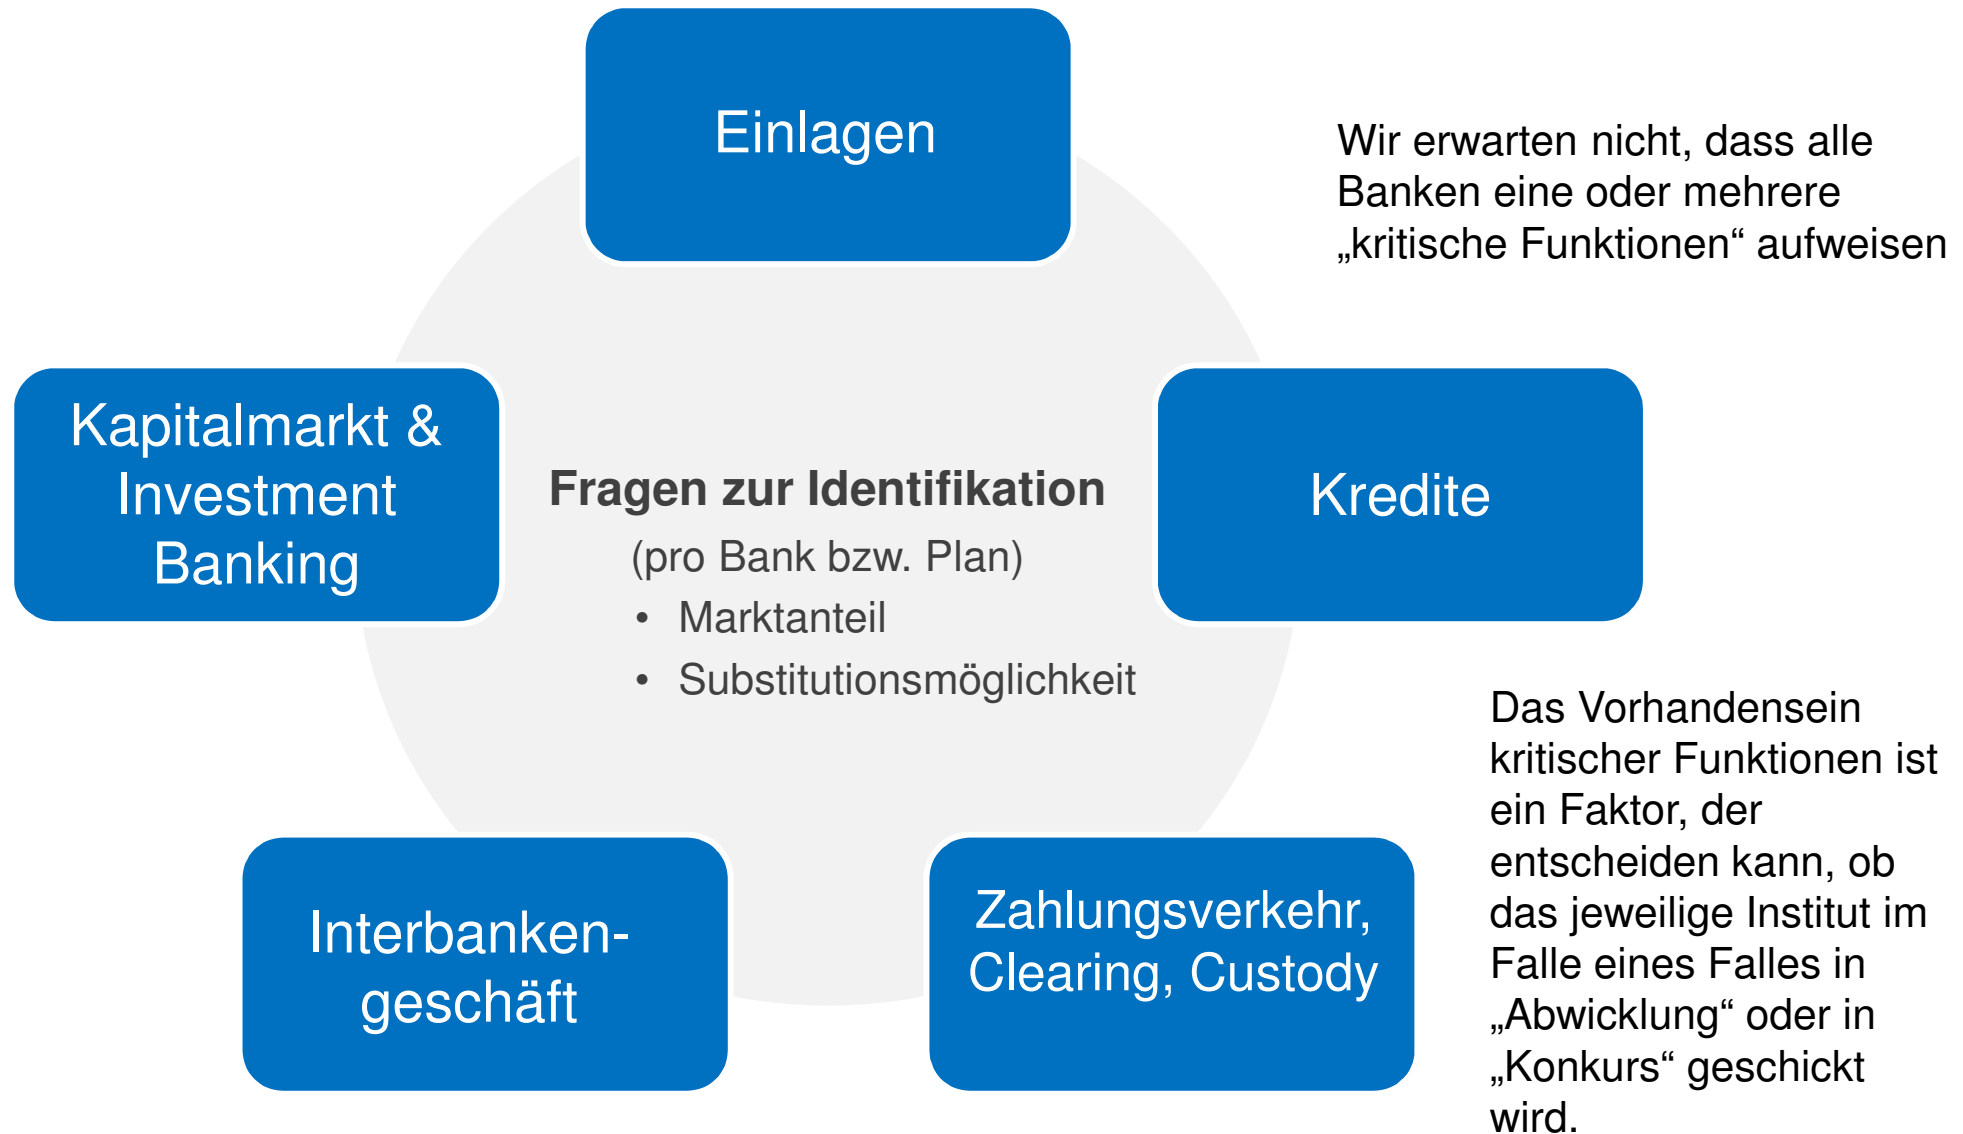 Einlagen
Wir erwarten nicht, dass alle
Banken eine oder mehrere
„kritische Funktionen“ aufweisen
Kapitalmarkt &
Investment
Banking
Fragen zur Identifikation
(pro Bank bzw. Plan)
• Marktanteil
• Substitutionsmöglichkeit
Kredite
Das Vorhandensein
kritischer Funktionen ist
ein Faktor, der
entscheiden kann, ob
das jeweilige Institut im
Falle eines Falles in
„Abwicklung“ oder in
„Konkurs“ geschickt
wird.
Interbanken-
geschäft
Zahlungsverkehr,
Clearing, Custody